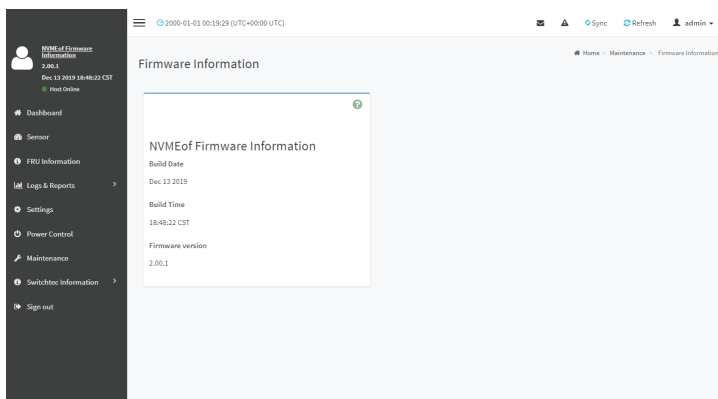 2000-01-01 00:19:29 (UTC+00:00 UTC)
Sync
Refresh
admin
NVMEof Firmware
Information
2.00.1
Dec 13 2019 18:48:22 CST
Host Online
Dashboard
Sensor
FRU Information
Logs & Reports
Settings
Power Control
Maintenance
Switchtec Information
Sign out
Firmware Information
Home > Maintenance > Firmware Information
NVMEof Firmware Information
Build Date
Dec 13 2019
Build Time
18:48:22 CST
Firmware version
2.00.1